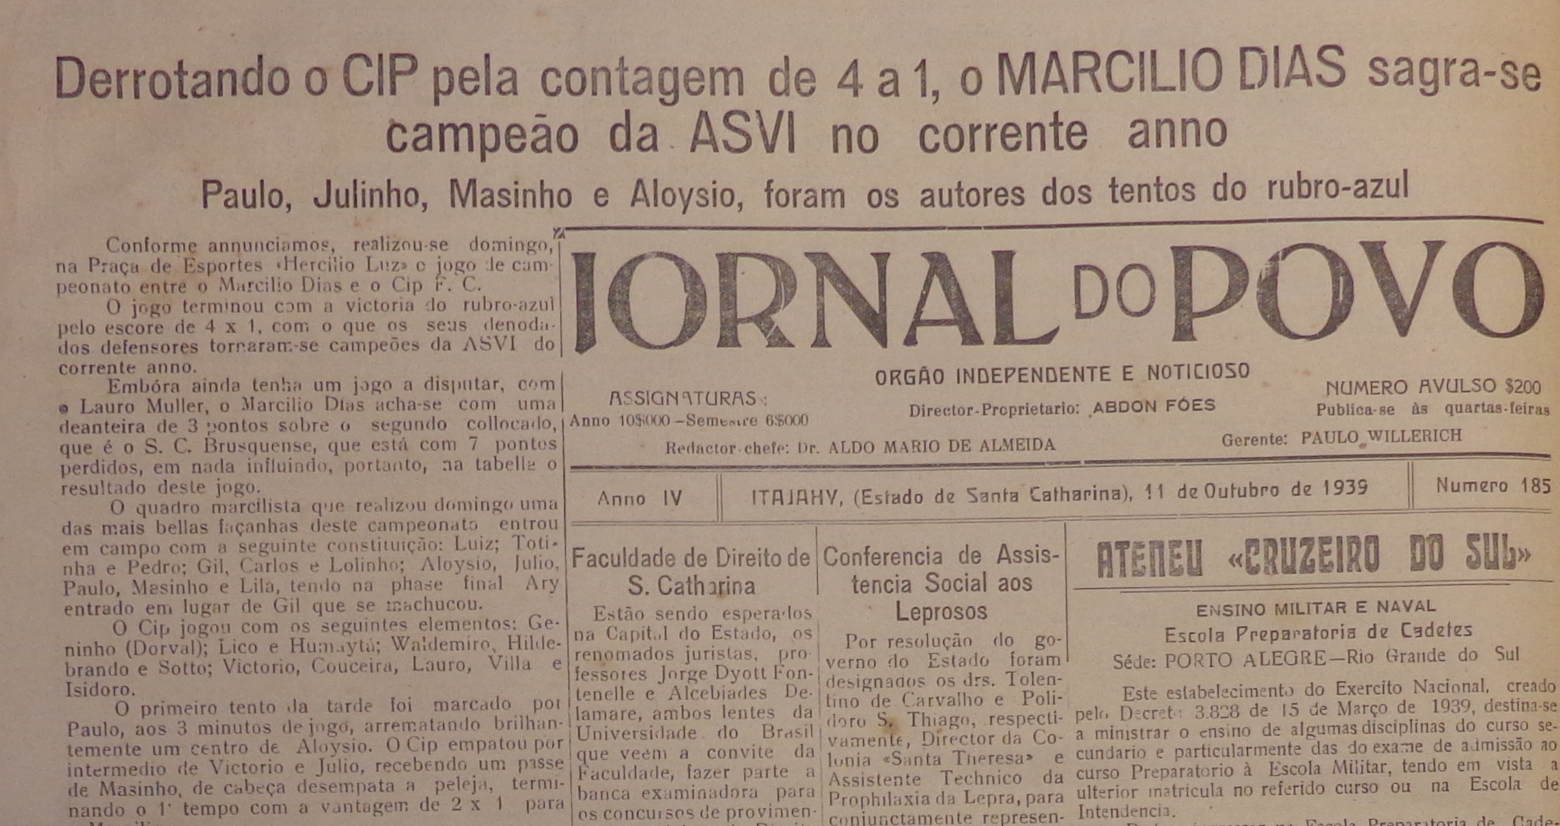 Derrotando o CIP pela contagem de 4 a 1, o MARCILIO DIAS sagra-se
campeão da ASVI no corrente anno
Paulo, Julinho, Masinho e Aloysio, foram os autores dos tentos do rubro-azul
Conforme annunciamos, realizou-se domingo,
na Praça de Esportes «Hercilio Luz» o jogo de cam-
peonato entre o Marcilio Dias e o Cip F. C.
O jogo terminou com a victoria do rubro-azul
pelo escore de 4 x 1, com o que os seus denoda-
dos defensores tornaram-se campeões da ASVI do
corrente anno.
Embóra ainda tenha um jogo a disputar, com
o Lauro Muller, o Marcilio Dias acha-se com uma
deanteira de 3 pontos sobre o segundo collocado,
que é o S. C. Brusquense, que está com 7 pontos
perdidos, em nada influindo, portanto, na tabella o
resultado deste jogo.
O quadro marcilista que realizou domingo uma
das mais bellas façanhas deste campeonato entrou
em campo com a seguinte constituição: Luiz; Toti-
nha e Pedro; Gil, Carlos e Lolinho; Aloysio, Julio,
Paulo, Masinho e Lila, tendo na phase final Ary
entrado em lugar de Gil que se machucou.
O Cip jogou com os seguintes elementos: Ge-
ninho (Dorval); Lico e Humaytá; Waldemiro, Hilde-
brando e Sotto; Victorio, Couceira, Lauro, Villa e
Isidoro.
O primeiro tento da tarde foi marcado por
Paulo, aos 3 minutos de jogo, arrematando brilhan-
temente um centro de Aloysio. O Cip empatou por
intermedio de Victorio e Julio, recebendo um passe
de Masinho, de cabeça desempata a peleja, termi-
nando o 1º tempo com a vantagem de 2 x 1 para
JORNAL DO POVO
ORGÃO INDEPENDENTE E NOTICIOSO
ASSIGNATURAS:
Anno 10$000 – Semestre 6$000
Director-Proprietario: ABDON FÓES
NUMERO AVULSO $200
Publica-se às quartas-feiras
Redactor-chefe: Dr. ALDO MARIO DE ALMEIDA
Gerente: PAULO WILLERICH
Anno IV
ITAJAHY, (Estado de Santa Catharina), 11 de Outubro de 1939
Numero 185
Faculdade de Direito de
S. Catharina
Estão sendo esperados
na Capital do Estado, os
renomados juristas, pro-
fessores Jorge Dyott Fon-
tenelle e Alcebiades De-
lamare, ambos lentes da
Universidade do Brasil
que veem a convite da
Faculdade, fazer parte a
banca examinadora para
os concursos de provimen-
Conferencia de Assis-
tencia Social aos
Leprosos
Por resolução do go-
verno do Estado foram
designados os drs. Tolen-
tino de Carvalho e Poli-
doro S. Thiago, respecti-
vamente, Director da Co-
lonia «Santa Theresa» e
Assistente Technico da
Prophilaxia da Lepra, para
conjunctamente represen-
ATENEU «CRUZEIRO DO SUL»
ENSINO MILITAR E NAVAL
Escola Preparatoria de Cadetes
Séde: PORTO ALEGRE—Rio Grande do Sul
Este estabelecimento do Exercito Nacional, creado
pelo Decreto 3.828 de 15 de Março de 1939, destina-se
a ministrar o ensino de algumas disciplinas do curso se-
cundario e particularmente das do exame de admissão ao
curso Preparatorio à Escola Militar, tendo em vista a
ulterior matricula no referido curso ou na Escola de
Intendencia.